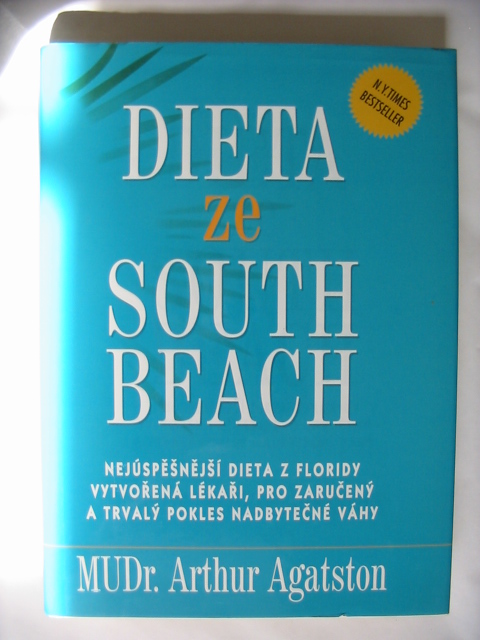 N.Y.TIMES
BESTSELLER
DIETA
ze
SOUTH
BEACH
NEJÚSPĚŠNĚJŠÍ DIETA Z FLORIDY
VYTVOŘENÁ LÉKAŘI, PRO ZARUČENÝ
A TRVALÝ POKLES NADBYTEČNÉ VÁHY
MUDr. Arthur Agatston